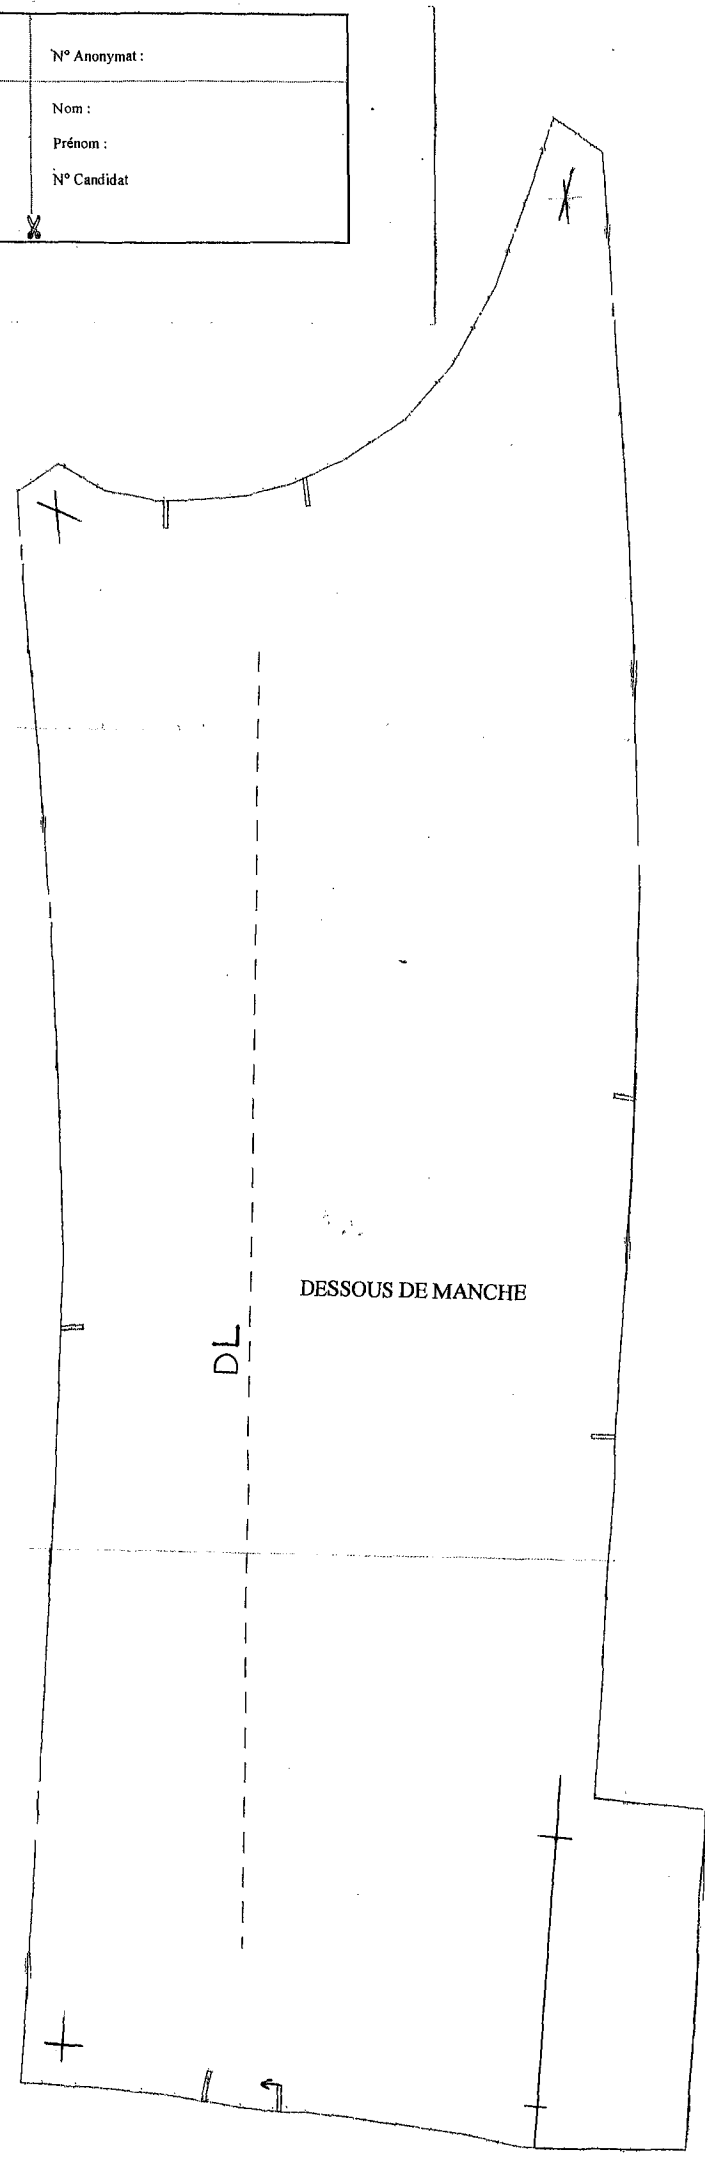 N° Anonymat :
Nom :
Prénom :
N° Candidat
DESSOUS DE MANCHE
DL